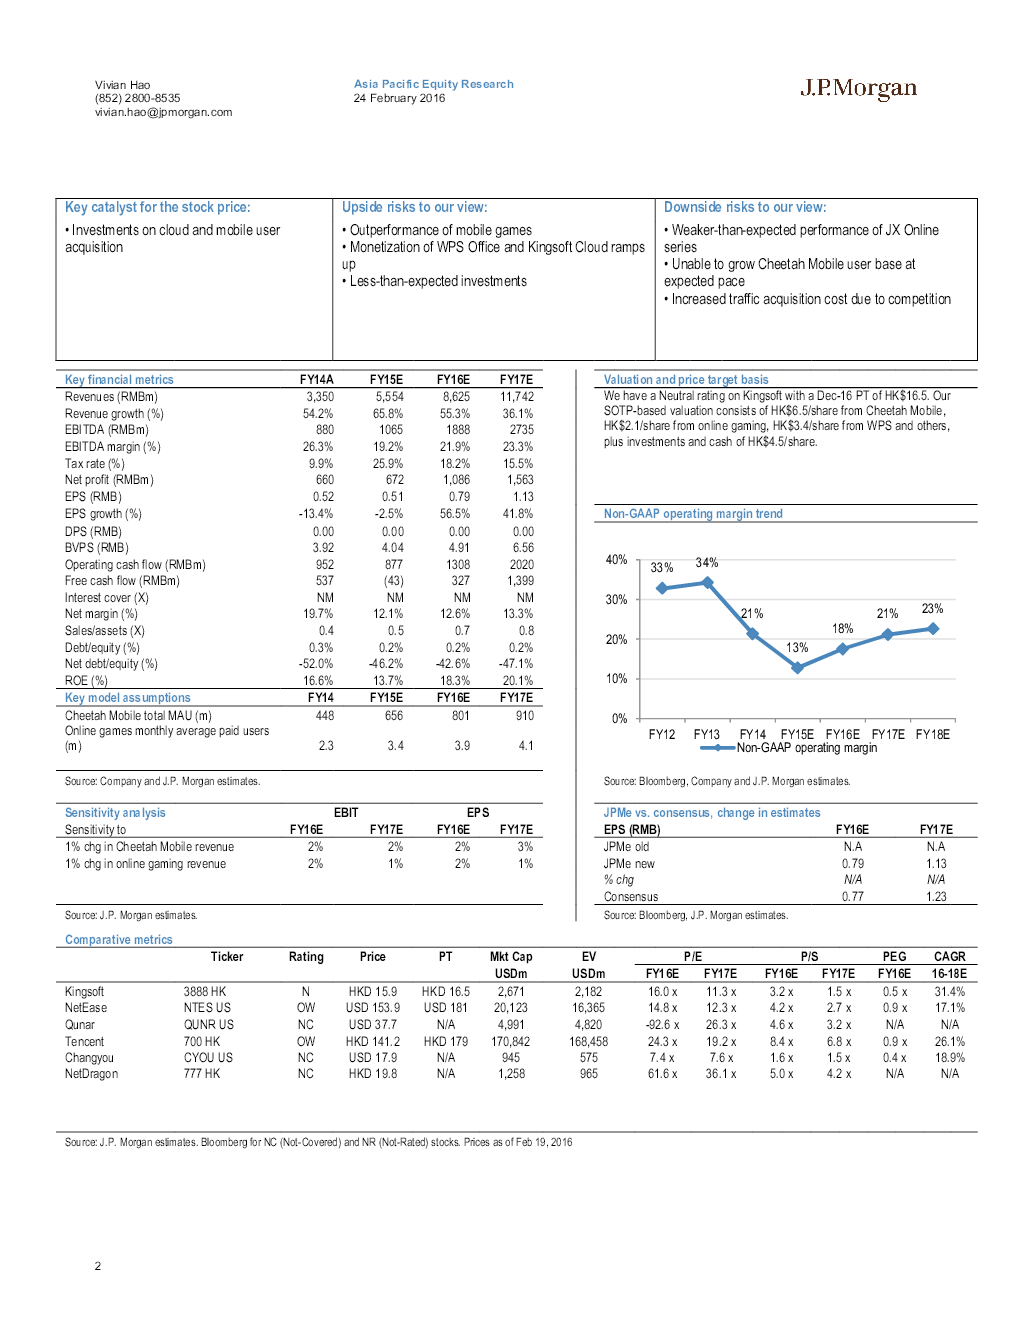 Vivian Hao
(852) 2800-8535
vivian.hao@jpmorgan.com
Asia Pacific Equity Research
24 February 2016
J.P.Morgan
Key catalyst for the stock price:
• Investments on cloud and mobile user
acquisition
Upside risks to our view:
• Outperformance of mobile games
• Monetization of WPS Office and Kingsoft Cloud ramps
up
• Less-than-expected investments
Downside risks to our view:
• Weaker-than-expected performance of JX Online
series
• Unable to grow Cheetah Mobile user base at
expected pace
• Increased traffic acquisition cost due to competition
Key financial metrics FY14A FY15E FY16E FY17E
Revenues (RMBm) 3,350 5,554 8,625 11,742
Revenue growth (%) 54.2% 65.8% 55.3% 36.1%
EBITDA (RMBm) 880 1065 1888 2735
EBITDA margin (%) 26.3% 19.2% 21.9% 23.3%
Tax rate (%) 9.9% 25.9% 18.2% 15.5%
Net profit (RMBm) 660 672 1,086 1,563
EPS (RMB) 0.52 0.51 0.79 1.13
EPS growth (%) -13.4% -2.5% 56.5% 41.8%
DPS (RMB) 0.00 0.00 0.00 0.00
BVPS (RMB) 3.92 4.04 4.91 6.56
Operating cash flow (RMBm) 952 877 1308 2020
Free cash flow (RMBm) 537 (43) 327 1,399
Interest cover (X) NM NM NM NM
Net margin (%) 19.7% 12.1% 12.6% 13.3%
Sales/assets (X) 0.4 0.5 0.7 0.8
Debt/equity (%) 0.3% 0.2% 0.2% 0.2%
Net debt/equity (%) -52.0% -46.2% -42.6% -47.1%
ROE (%) 16.6% 13.7% 18.3% 20.1%
Key model assumptions FY14 FY15E FY16E FY17E
Cheetah Mobile total MAU (m) 448 656 801 910
Online games monthly average paid users
(m) 2.3 3.4 3.9 4.1
Source: Company and J.P. Morgan estimates.
Valuation and price target basis
We have a Neutral rating on Kingsoft with a Dec-16 PT of HK$16.5. Our
SOTP-based valuation consists of HK$6.5/share from Cheetah Mobile,
HK$2.1/share from online gaming, HK$3.4/share from WPS and others,
plus investments and cash of HK$4.5/share.
Non-GAAP operating margin trend
40%
30%
20%
10%
0%
33% 34% 21% 13% 18% 21% 23%
FY12 FY13 FY14 FY15E FY16E FY17E FY18E
Non-GAAP operating margin
Source: Bloomberg, Company and J.P. Morgan estimates.
Sensitivity analysis EBIT EPS
Sensitivity to FY16E FY17E FY16E FY17E
1% chg in Cheetah Mobile revenue 2% 2% 2% 3%
1% chg in online gaming revenue 2% 1% 2% 1%
Source: J.P. Morgan estimates.
JPMe vs. consensus, change in estimates
EPS (RMB) FY16E FY17E
JPMe old N.A N.A
JPMe new 0.79 1.13
% chg N/A N/A
Consensus 0.77 1.23
Source: Bloomberg, J.P. Morgan estimates.
Comparative metrics
Ticker Rating Price PT Mkt Cap EV P/E P/S PEG CAGR
USDm USDm FY16E FY17E FY16E FY17E FY16E 16-18E
Kingsoft 3888 HK N HKD 15.9 HKD 16.5 2,671 2,182 16.0 x 11.3 x 3.2 x 1.5 x 0.5 x 31.4%
NetEase NTES US OW USD 153.9 USD 181 20,123 16,365 14.8 x 12.3 x 4.2 x 2.7 x 0.9 x 17.1%
Qunar QUNR US NC USD 37.7 N/A 4,991 4,820 -92.6 x 26.3 x 4.6 x 3.2 x N/A N/A
Tencent 700 HK OW HKD 141.2 HKD 179 170,842 168,458 24.3 x 19.2 x 8.4 x 6.8 x 0.9 x 26.1%
Changyou CYOU US NC USD 17.9 N/A 945 575 7.4 x 7.6 x 1.6 x 1.5 x 0.4 x 18.9%
NetDragon 777 HK NC HKD 19.8 N/A 1,258 965 61.6 x 36.1 x 5.0 x 4.2 x N/A N/A
Source: J.P. Morgan estimates. Bloomberg for NC (Not-Covered) and NR (Not-Rated) stocks. Prices as of Feb 19, 2016
2